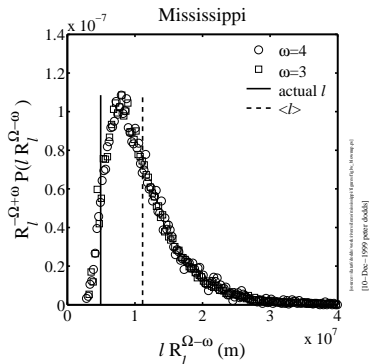 Mississippi
x 10⁻⁷
1.4
1.2
1
0.8
0.6
0.4
0.2
0
R_l^{-Ω+ω} P(l R_l^{Ω-ω})
ω=4
ω=3
actual l
<l>
0
1
2
3
4
x 10⁷
l R_l^{Ω-ω} (m)
[10-Dec-1999 peter dodds]